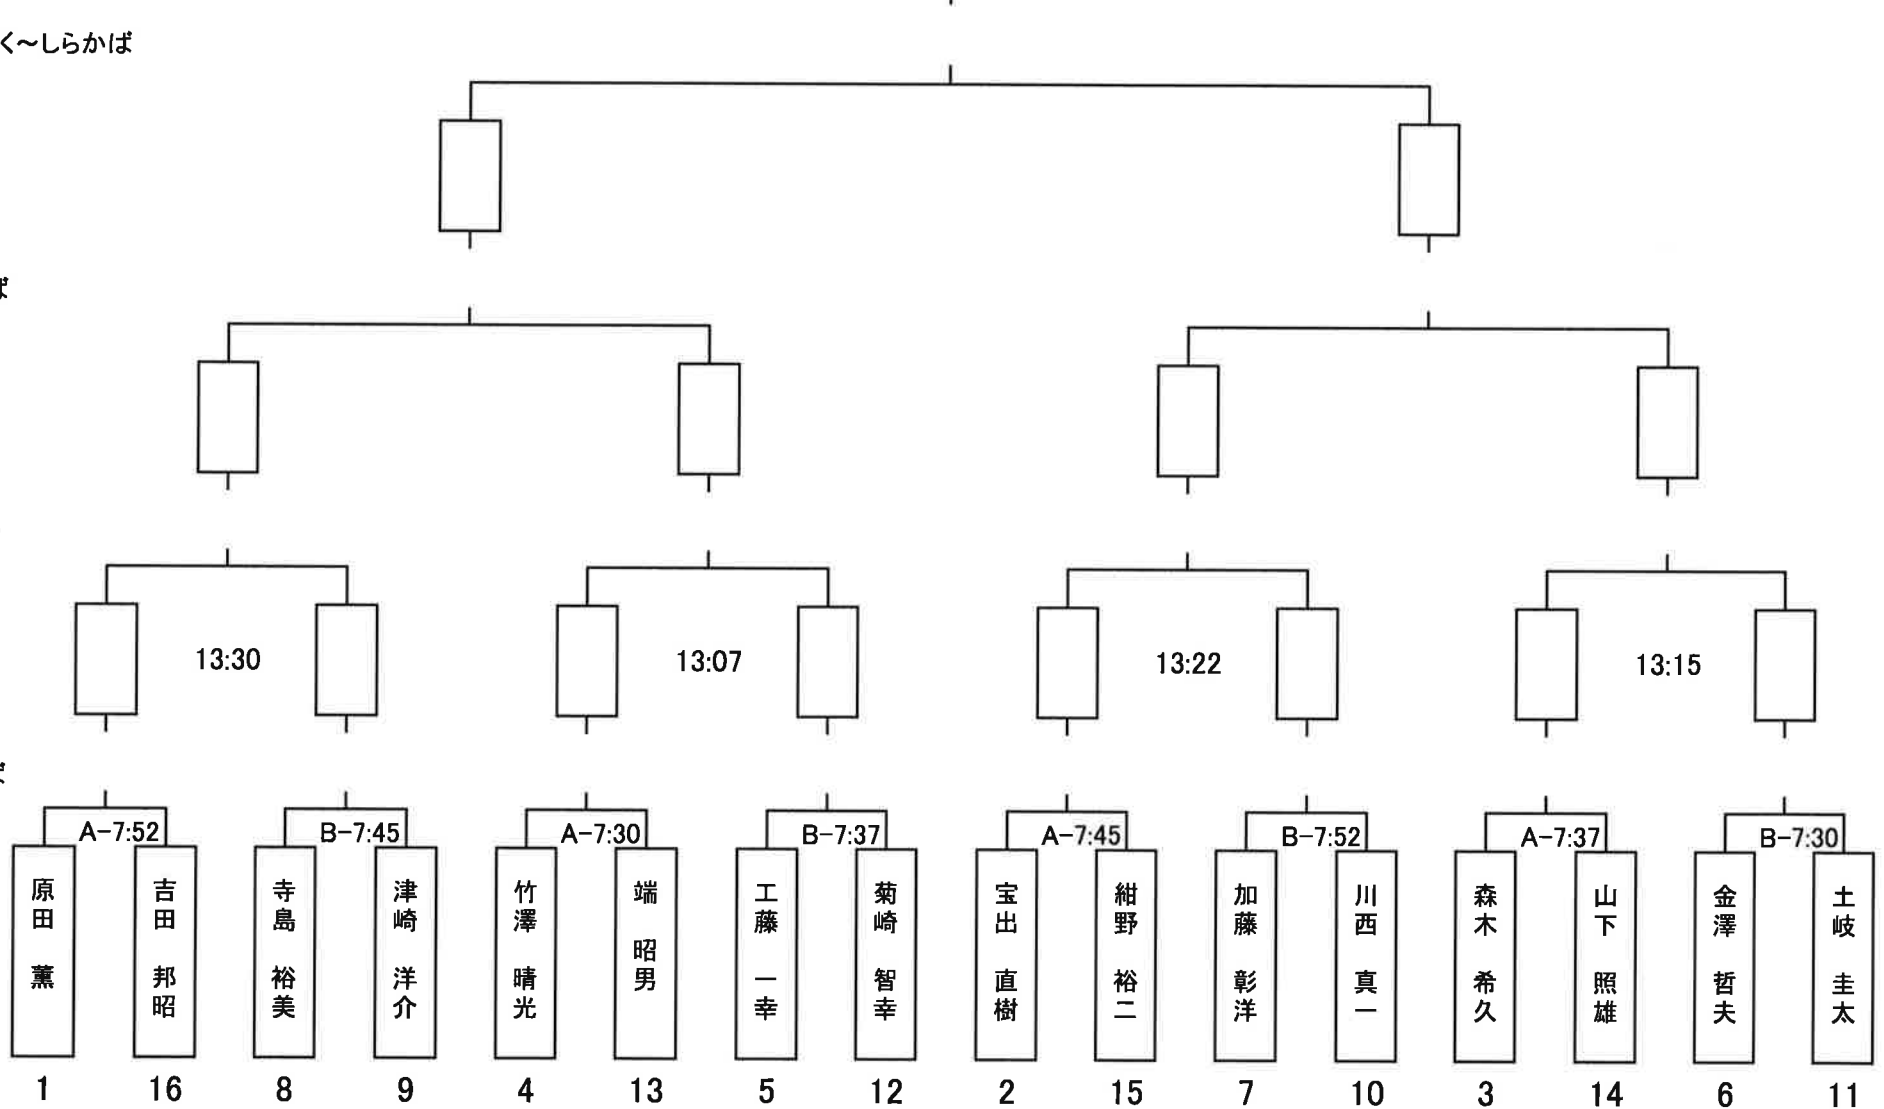 く～しらかば
ば
13:30
13:07
13:22
13:15
ば
A-7:52
B-7:45
A-7:30
B-7:37
A-7:45
B-7:52
A-7:37
B-7:30
原田 薫
吉田 邦昭
寺島 裕美
津崎 洋介
竹澤 晴光
端 昭男
工藤 一幸
菊崎 智幸
宝出 直樹
紺野 裕二
加藤 彰洋
川西 真一
森木 希久
山下 照雄
金澤 哲夫
土岐 圭太
1 16 8 9 4 13 5 12 2 15 7 10 3 14 6 11